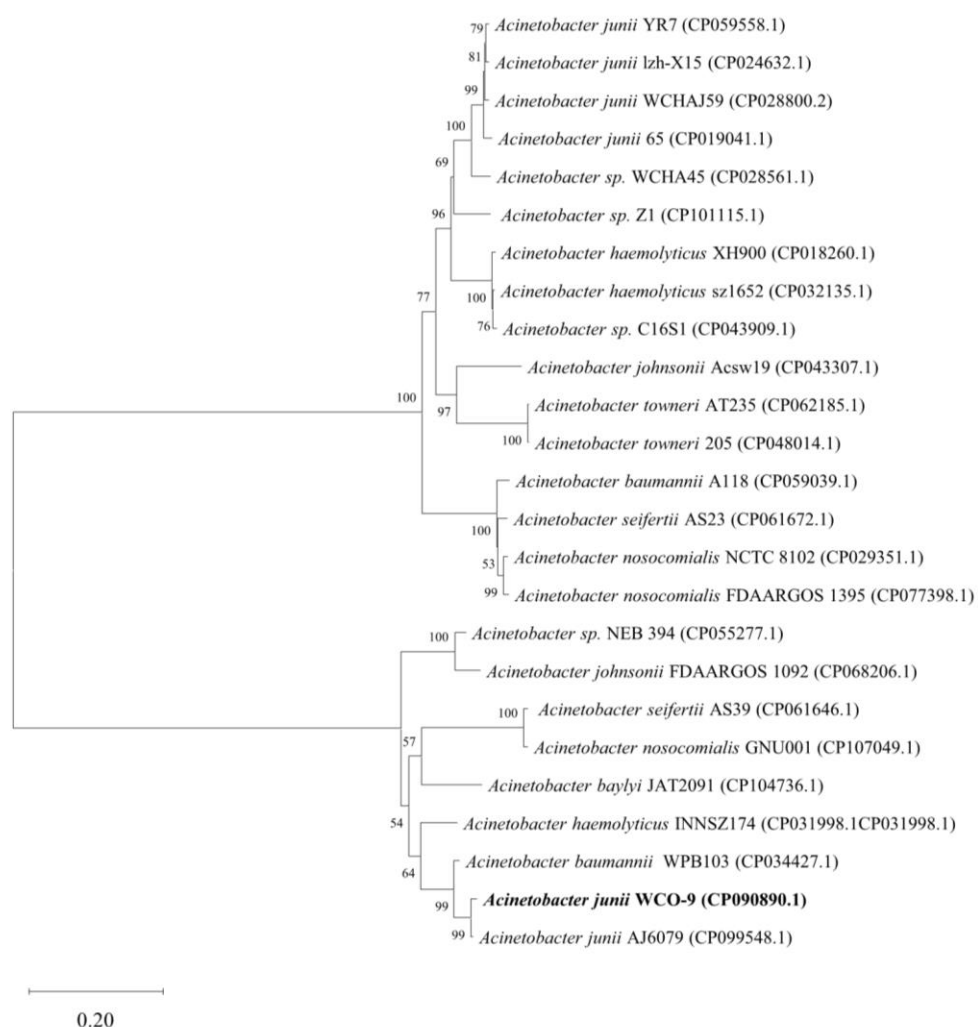 79
Acinetobacter junii YR7 (CP059558.1)
81
Acinetobacter junii lzh-X15 (CP024632.1)
99
Acinetobacter junii WCHAJ59 (CP028800.2)
100
Acinetobacter junii 65 (CP019041.1)
69
Acinetobacter sp. WCHA45 (CP028561.1)
96
Acinetobacter sp. Z1 (CP101115.1)
Acinetobacter haemolyticus XH900 (CP018260.1)
77
100
Acinetobacter haemolyticus sz1652 (CP032135.1)
76
Acinetobacter sp. C16S1 (CP043909.1)
Acinetobacter johnsonii Acsw19 (CP043307.1)
100
97
Acinetobacter towneri AT235 (CP062185.1)
100
Acinetobacter towneri 205 (CP048014.1)
Acinetobacter baumannii A118 (CP059039.1)
100
Acinetobacter seifertii AS23 (CP061672.1)
53
Acinetobacter nosocomialis NCTC 8102 (CP029351.1)
99
Acinetobacter nosocomialis FDAARGOS 1395 (CP077398.1)
100
Acinetobacter sp. NEB 394 (CP055277.1)
Acinetobacter johnsonii FDAARGOS 1092 (CP068206.1)
100
Acinetobacter seifertii AS39 (CP061646.1)
57
Acinetobacter nosocomialis GNU001 (CP107049.1)
Acinetobacter baylyi JAT2091 (CP104736.1)
54
Acinetobacter haemolyticus INNSZ174 (CP031998.1CP031998.1)
64
Acinetobacter baumannii WPB103 (CP034427.1)
99
Acinetobacter junii WCO-9 (CP090890.1)
99
Acinetobacter junii AJ6079 (CP099548.1)
0.20